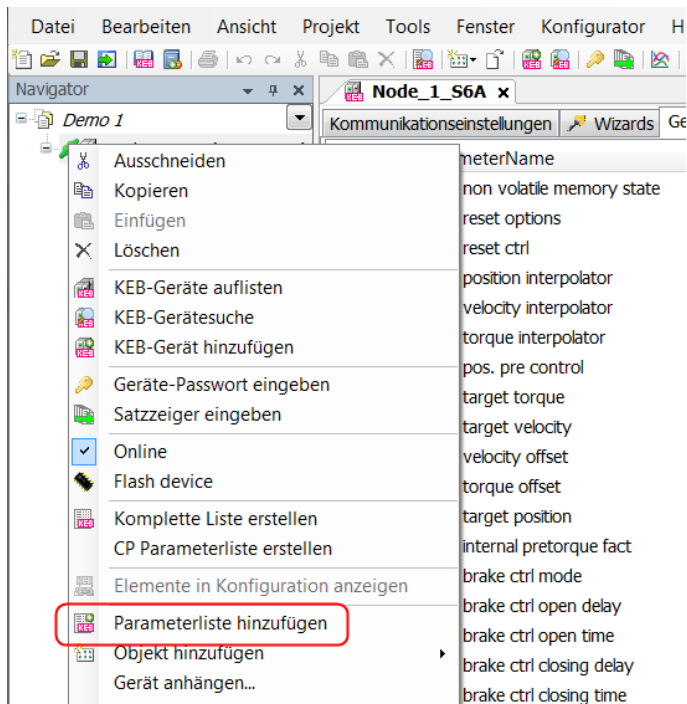 Datei Bearbeiten Ansicht Projekt Tools Fenster Konfigurator H
Navigator
Node_1_S6A x
Demo 1
Kommunikationseinstellungen Wizards Ge
meterName
Ausschneiden
Kopieren
Einfügen
Löschen
KEB-Geräte auflisten
KEB-Gerätesuche
KEB-Gerät hinzufügen
Geräte-Passwort eingeben
Satzzeiger eingeben
Online
Flash device
Komplette Liste erstellen
CP Parameterliste erstellen
Elemente in Konfiguration anzeigen
Parameterliste hinzufügen
Objekt hinzufügen
Gerät anhängen...
non volatile memory state
reset options
reset ctrl
position interpolator
velocity interpolator
torque interpolator
pos. pre control
target torque
target velocity
velocity offset
torque offset
target position
internal pretorque fact
brake ctrl mode
brake ctrl open delay
brake ctrl open time
brake ctrl closing delay
brake ctrl closing time